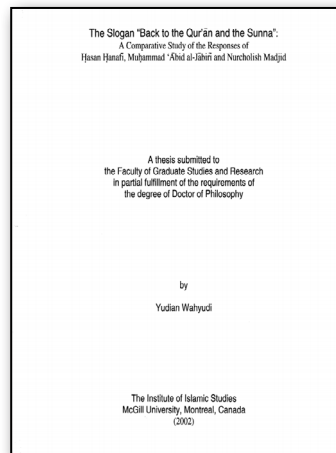 The Slogan "Back to the Qur'ān and the Sunna":
A Comparative Study of the Responses of
Ḥasan Ḥanafī, Muḥammad ʿĀbid al-Jābirī and Nurcholish Madjid
A thesis submitted to
the Faculty of Graduate Studies and Research
in partial fulfillment of the requirements of
the degree of Doctor of Philosophy
by
Yudian Wahyudi
The Institute of Islamic Studies
McGill University, Montreal, Canada
(2002)